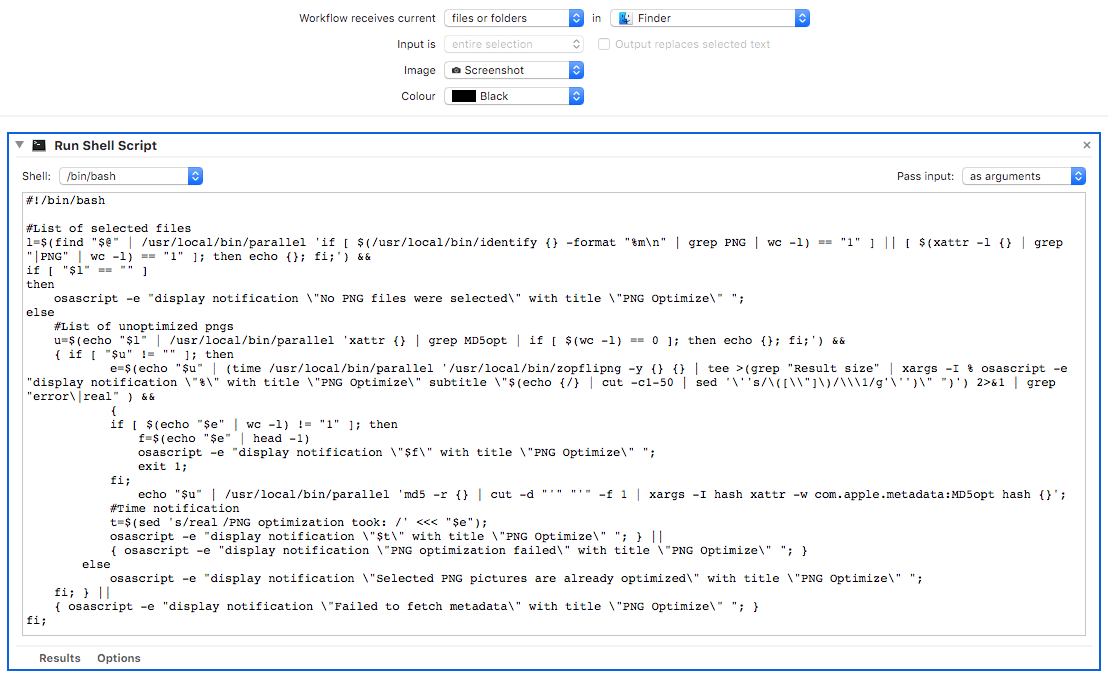 Workflow receives current files or folders in Finder
Input is entire selection Output replaces selected text
Image Screenshot
Colour Black
Run Shell Script
Shell: /bin/bash Pass input: as arguments
#!/bin/bash
#List of selected files
l=$(find "$@" | /usr/local/bin/parallel 'if [ $(/usr/local/bin/identify {} -format "%m\n" | grep PNG | wc -l) == "1" ] || [ $(xattr -l {} | grep
"|PNG" | wc -l) == "1" ]; then echo {}; fi;') &&
if [ "$l" == "" ]
then
    osascript -e "display notification \"No PNG files were selected\" with title \"PNG Optimize\" ";
else
    #List of unoptimized pngs
    u=$(echo "$l" | /usr/local/bin/parallel 'xattr {} | grep MD5opt | if [ $(wc -l) == 0 ]; then echo {}; fi;') &&
    { if [ "$u" != "" ]; then
            e=$(echo "$u" | (time /usr/local/bin/parallel '/usr/local/bin/zopflipng -y {} {} | tee >(grep "Result size" | xargs -I % osascript -e
"display notification \"%\" with title \"PNG Optimize\" subtitle \"$(echo {/} | cut -c1-50 | sed '\''s/\([\\"]\)/\\\1/g'\'')\" ")') 2>&1 | grep
"error\|real" ) &&
            {
            if [ $(echo "$e" | wc -l) != "1" ]; then
                f=$(echo "$e" | head -1)
                osascript -e "display notification \"$f\" with title \"PNG Optimize\" ";
                exit 1;
            fi;
                echo "$u" | /usr/local/bin/parallel 'md5 -r {} | cut -d "'" "'" -f 1 | xargs -I hash xattr -w com.apple.metadata:MD5opt hash {}';
            #Time notification
            t=$(sed 's/real /PNG optimization took: /' <<< "$e");
            osascript -e "display notification \"$t\" with title \"PNG Optimize\" "; } ||
            { osascript -e "display notification \"PNG optimization failed\" with title \"PNG Optimize\" "; }
        else
            osascript -e "display notification \"Selected PNG pictures are already optimized\" with title \"PNG Optimize\" ";
    fi; } ||
    { osascript -e "display notification \"Failed to fetch metadata\" with title \"PNG Optimize\" "; }
fi;
Results Options